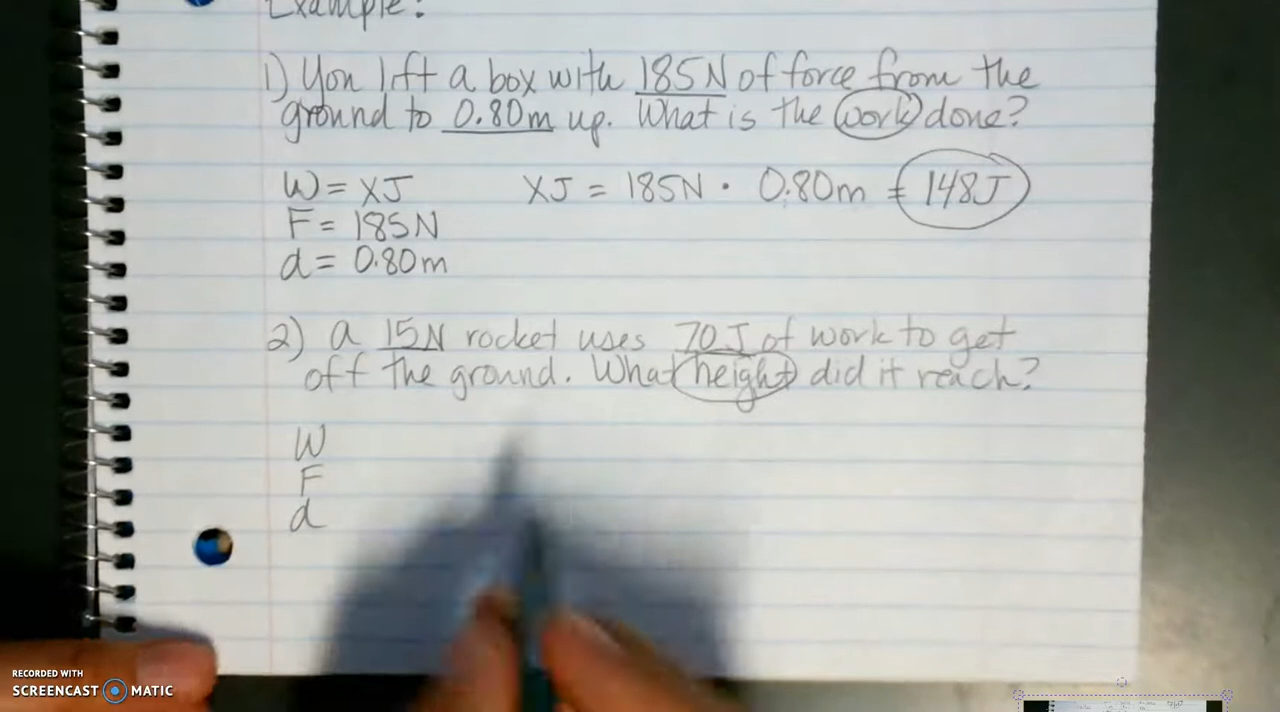 Example:
1) You lift a box with 185N of force from the
ground to 0.80m up. What is the work done?
W = XJ XJ = 185N · 0.80m = 148J
F = 185N
d = 0.80m
2) a 15N rocket uses 70J of work to get
off the ground. What height did it reach?
W
F
d
RECORDED WITH
SCREENCAST MATIC